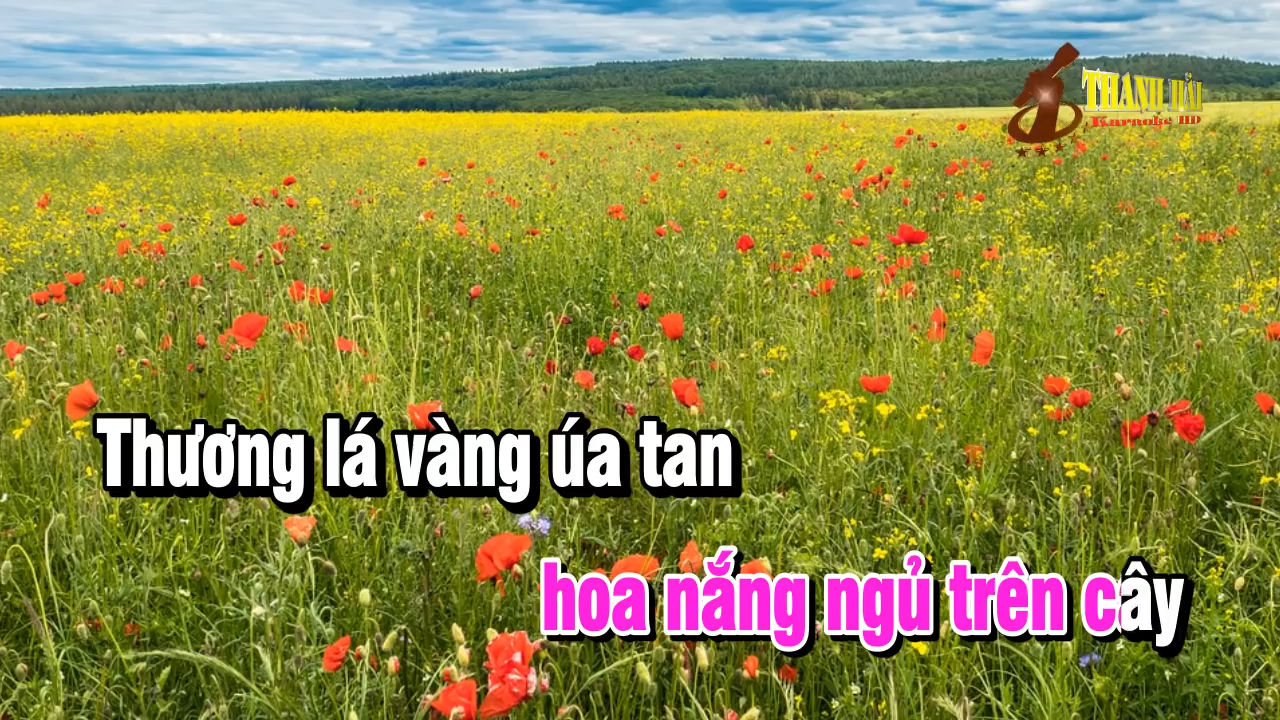 THANH HẢI
Karaoke HD
Thương lá vàng úa tan
hoa nắng ngủ trên cây